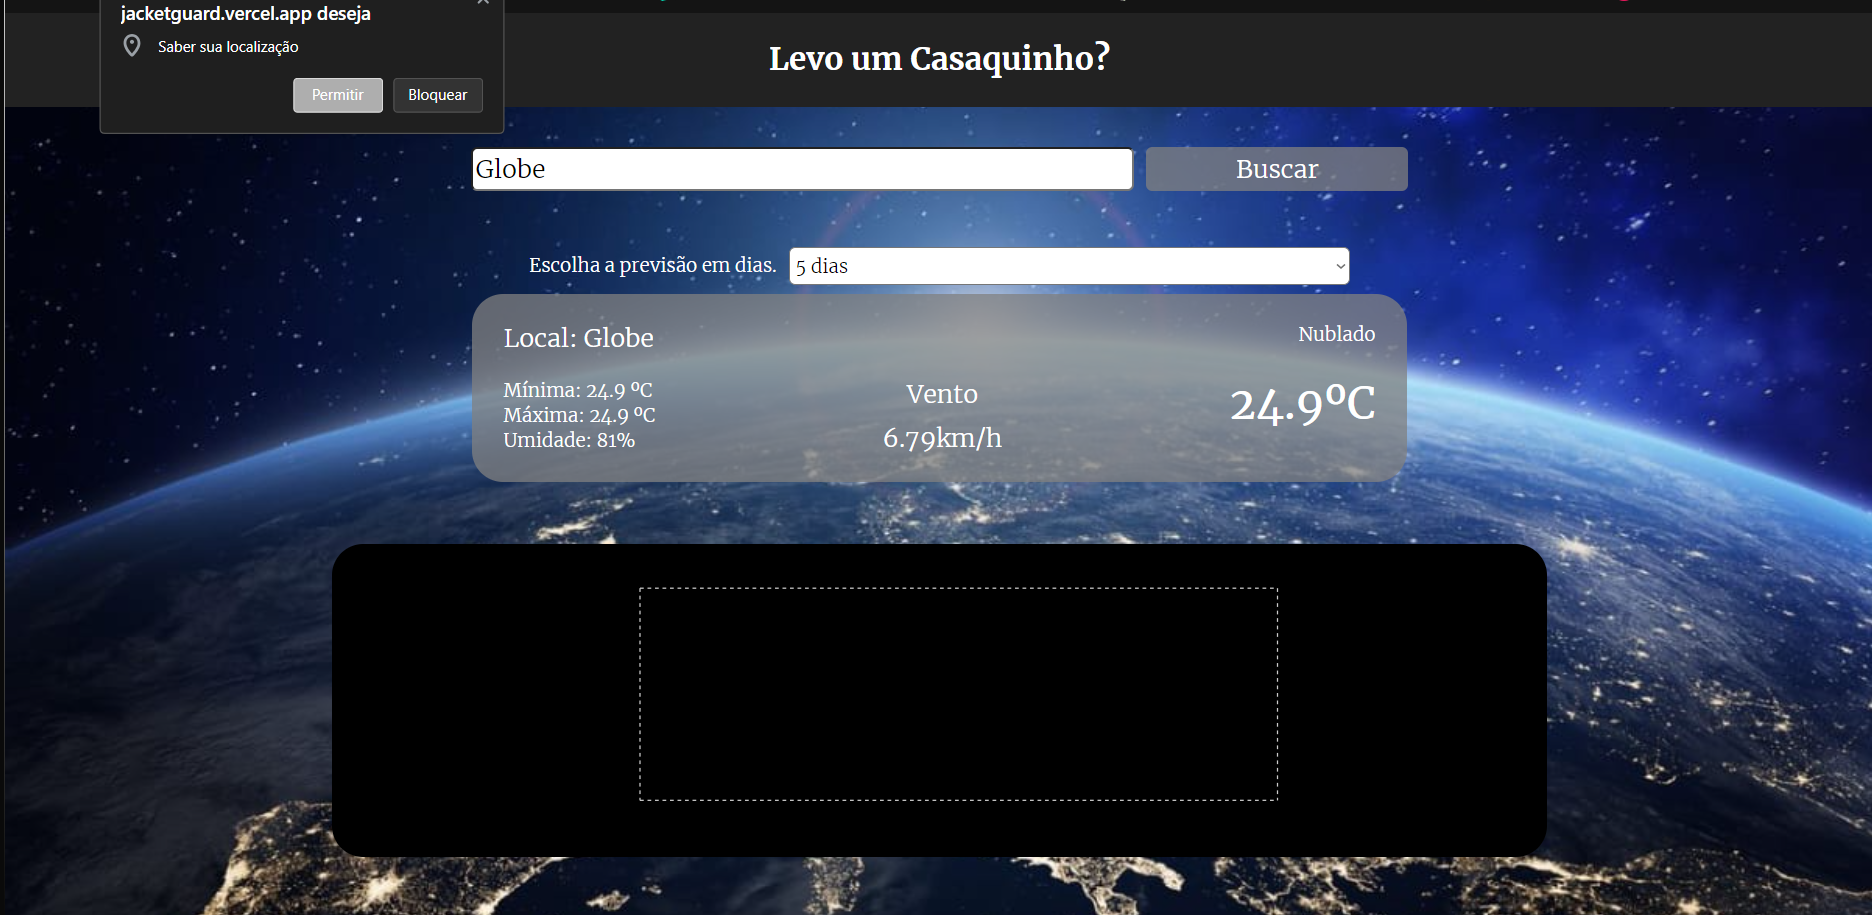 jacketguard.vercel.app deseja
Saber sua localização
Permitir
Bloquear
Levo um Casaquinho?
Globe
Buscar
Escolha a previsão em dias.
5 dias
Local: Globe
Nublado
Mínima: 24.9 ºC
Máxima: 24.9 ºC
Umidade: 81%
Vento
6.79km/h
24.9ºC